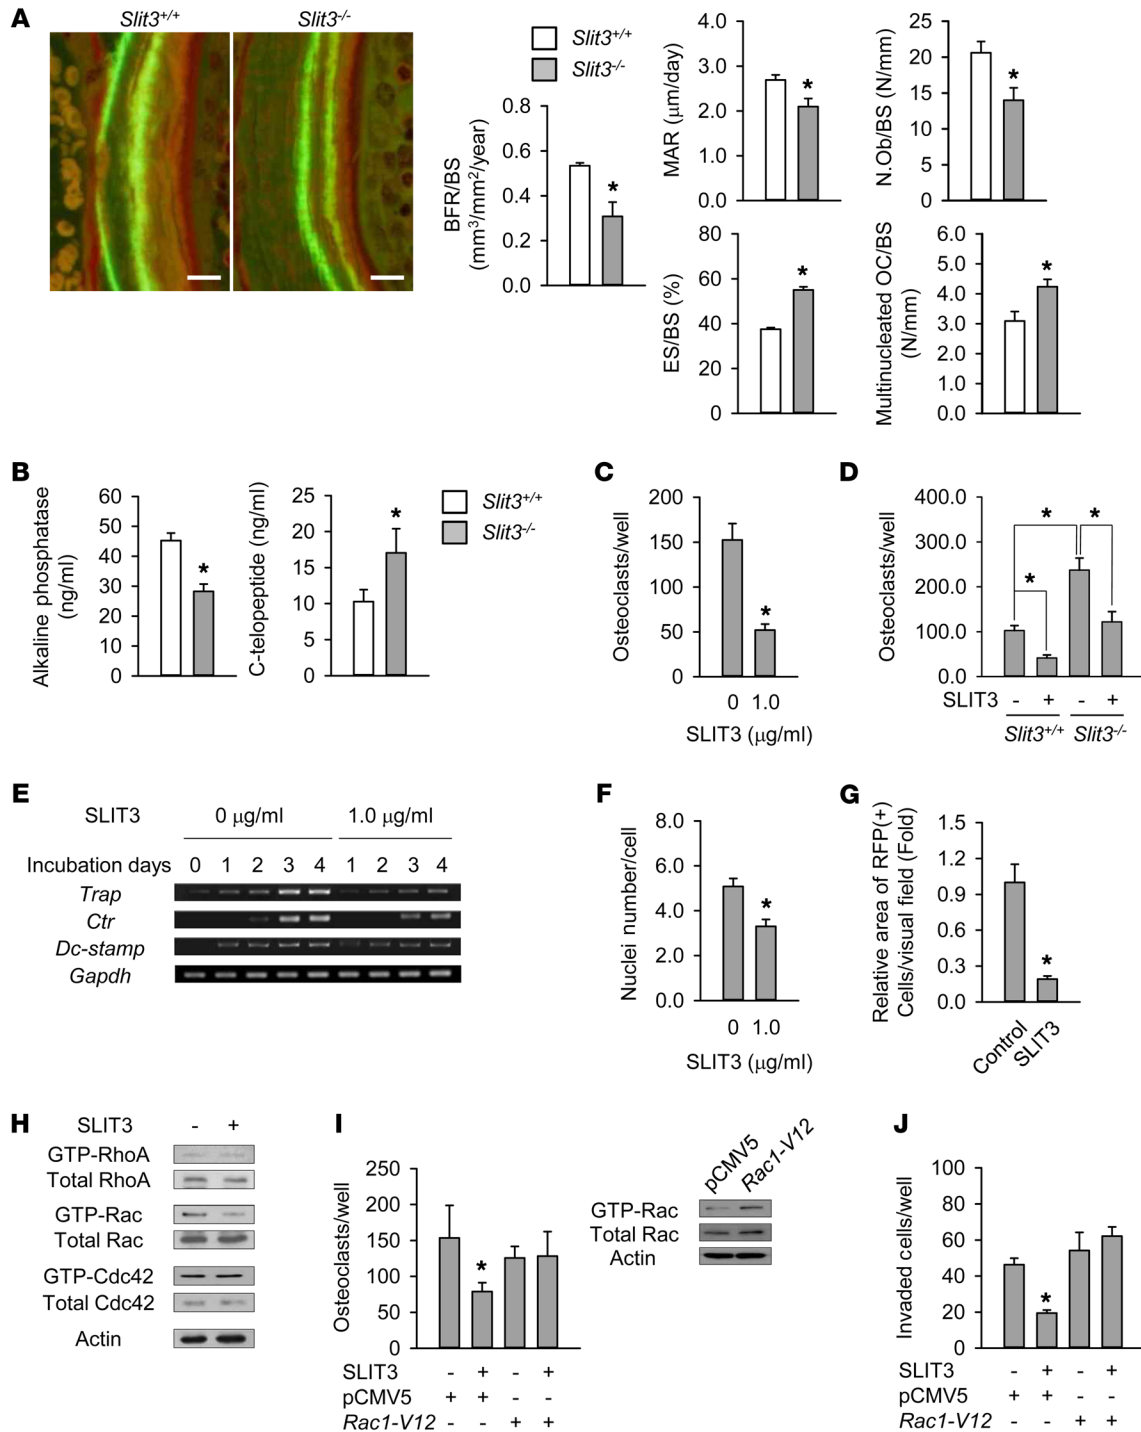 A
Slit3+/+
Slit3-/-
Slit3+/+
Slit3-/-
BFR/BS
(mm3/mm2/year)
0.8
0.6
0.4
0.2
0.0
*
MAR (μm/day)
4.0
3.0
2.0
1.0
0.0
*
N.Ob/BS (N/mm)
25
20
15
10
5
0
*
ES/BS (%)
80
60
40
20
0
*
Multinucleated OC/BS
(N/mm)
6.0
5.0
4.0
3.0
2.0
1.0
0.0
*
B
Alkaline phosphatase
(ng/ml)
60
50
40
30
20
10
0
*
C-telopeptide (ng/ml)
25
20
15
10
5
0
*
Slit3+/+
Slit3-/-
C
Osteoclasts/well
200
150
100
50
0
*
0 1.0
SLIT3 (μg/ml)
D
Osteoclasts/well
400.0
300.0
200.0
100.0
0.0
* *
*
SLIT3 - + - +
Slit3+/+ Slit3-/-
E
SLIT3 0 μg/ml 1.0 μg/ml
Incubation days 0 1 2 3 4 1 2 3 4
Trap
Ctr
Dc-stamp
Gapdh
F
Nuclei number/cell
8.0
6.0
4.0
2.0
0.0
*
0 1.0
SLIT3 (μg/ml)
G
Relative area of RFP(+)
Cells/visual field (Fold)
1.5
1.2
0.9
0.6
0.3
0.0
*
Control
SLIT3
H
SLIT3 - +
GTP-RhoA
Total RhoA
GTP-Rac
Total Rac
GTP-Cdc42
Total Cdc42
Actin
I
Osteoclasts/well
250
200
150
100
50
0
*
SLIT3 - + - +
pCMV5 + + - -
Rac1-V12 - - + +
pCMV5
Rac1-V12
GTP-Rac
Total Rac
Actin
J
Invaded cells/well
100
80
60
40
20
0
*
SLIT3 - + - +
pCMV5 + + - -
Rac1-V12 - - + +